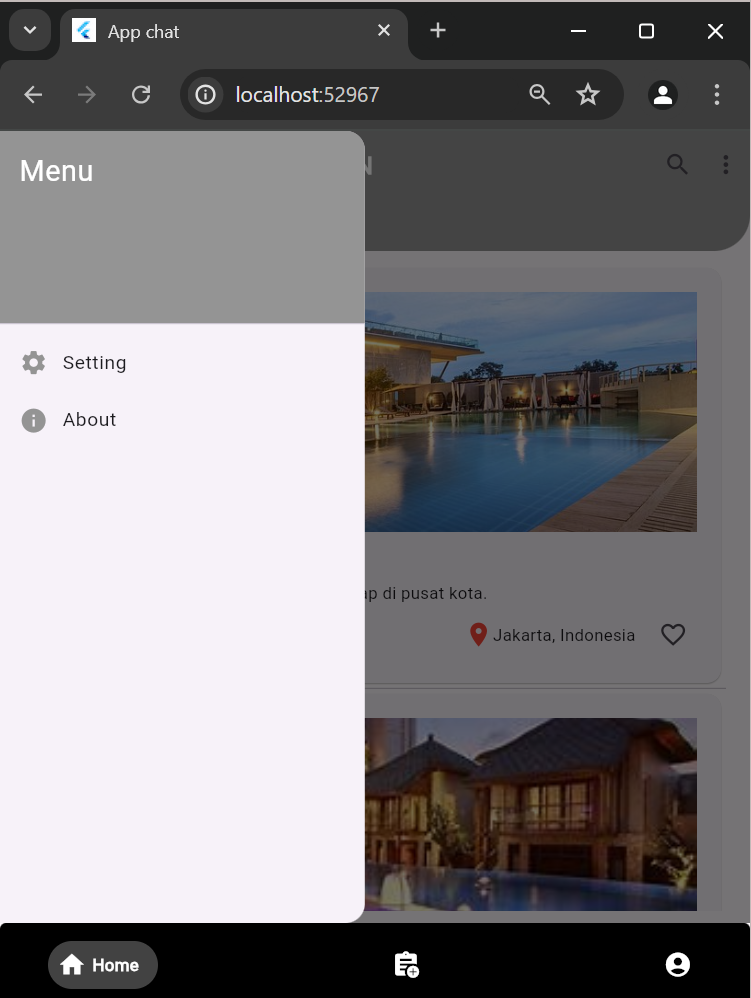 App chat
localhost:52967
Menu
N
Setting
About
ap di pusat kota.
Jakarta, Indonesia
Home